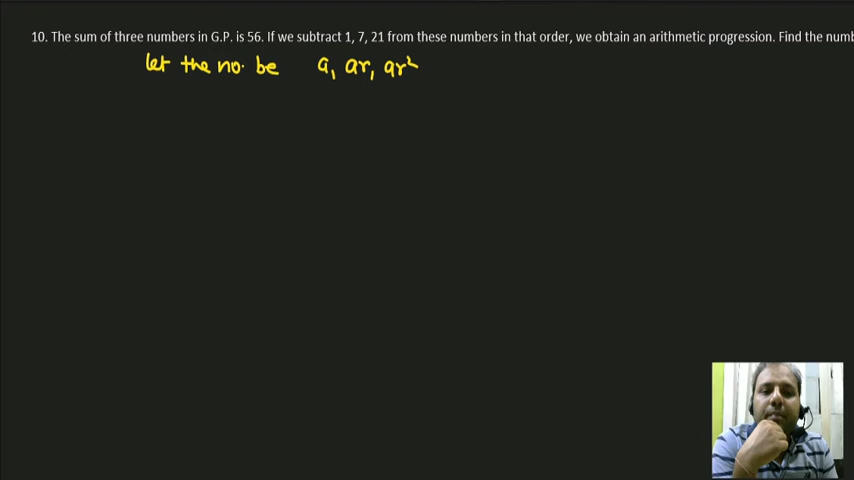 10. The sum of three numbers in G.P. is 56. If we subtract 1, 7, 21 from these numbers in that order, we obtain an arithmetic progression. Find the numb
let the no. be a, ar, ar²